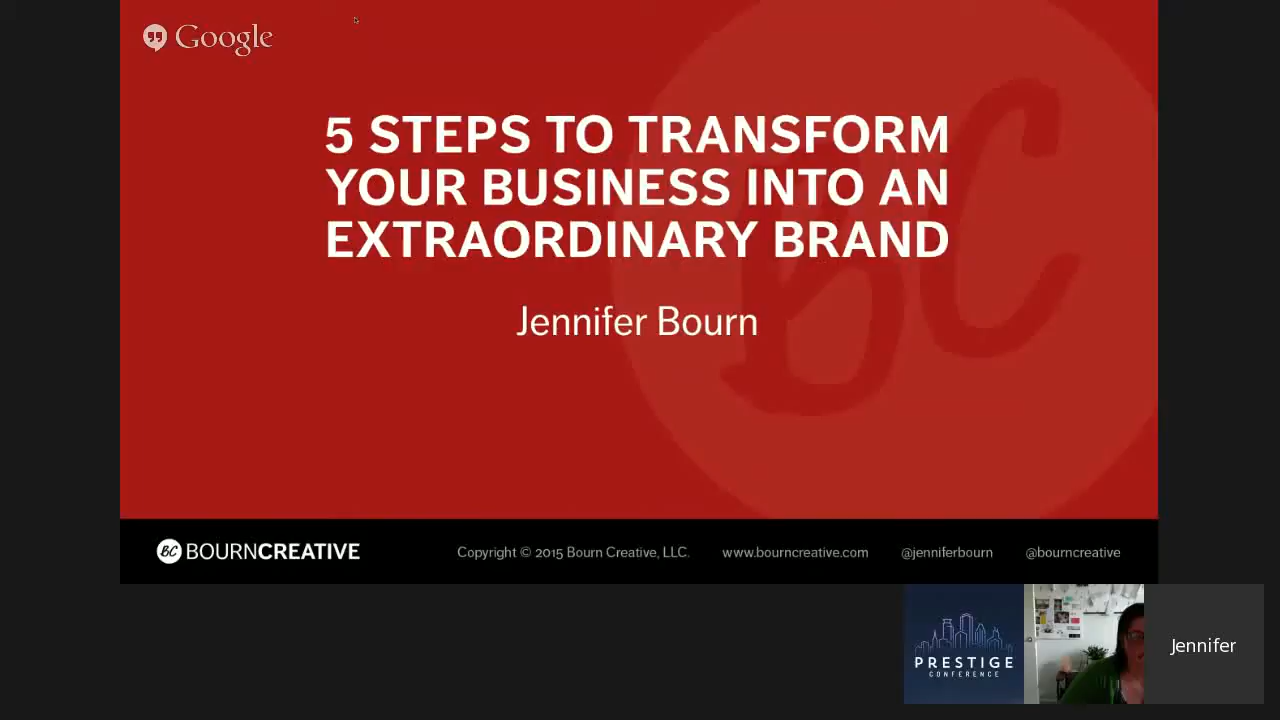 Google
5 STEPS TO TRANSFORM
YOUR BUSINESS INTO AN
EXTRAORDINARY BRAND
Jennifer Bourn
BC
BC BOURNCREATIVE
Copyright © 2015 Bourn Creative, LLC.
www.bourncreative.com
@jenniferbourn
@bourncreative
PRESTIGE
CONFERENCE
Jennifer